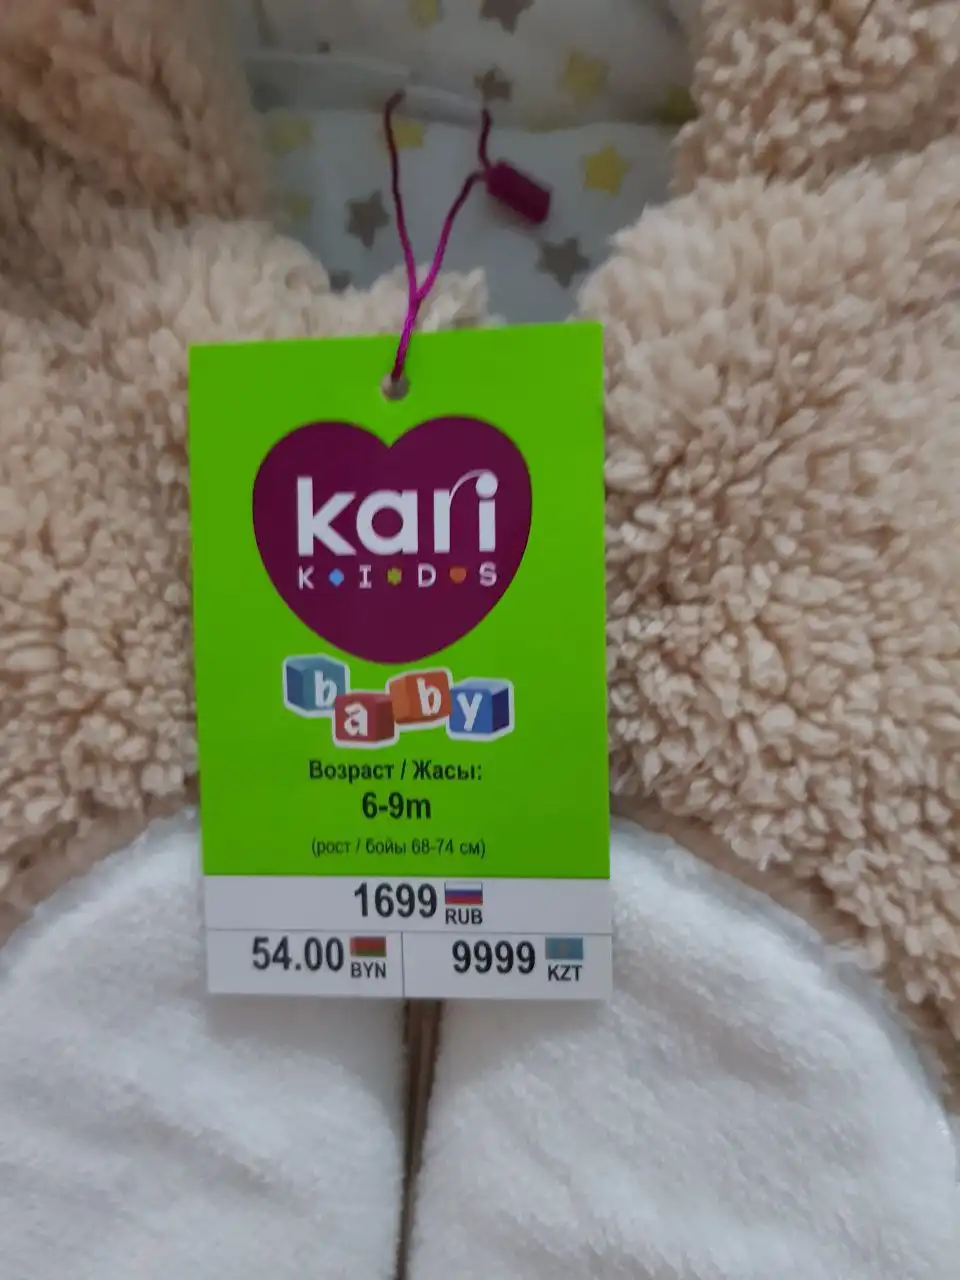 kari
KIDS
baby
Возраст / Жасы:
6-9m
(рост / бойы 68-74 см)
1699 RUB
54.00 BYN 9999 KZT